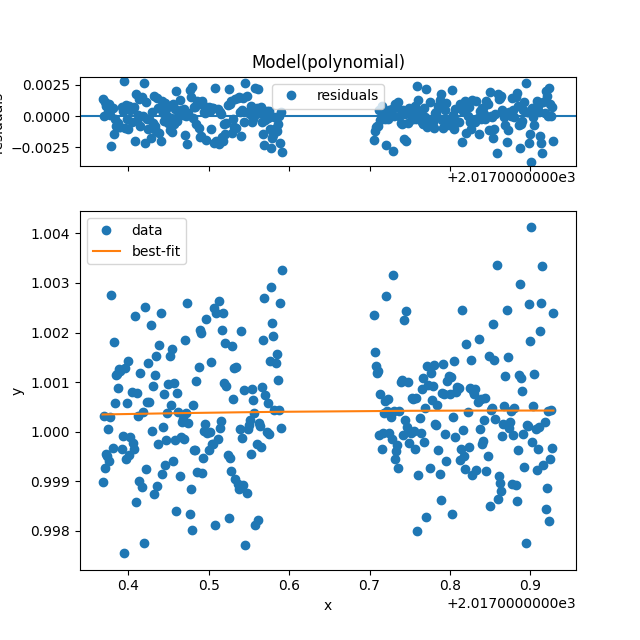 Model(polynomial)
0.0025
0.0000
−0.0025
residuals
+2.0170000000e3
1.004
1.003
1.002
1.001
1.000
0.999
0.998
data
best-fit
y
0.4
0.5
0.6
0.7
0.8
0.9
x
+2.0170000000e3